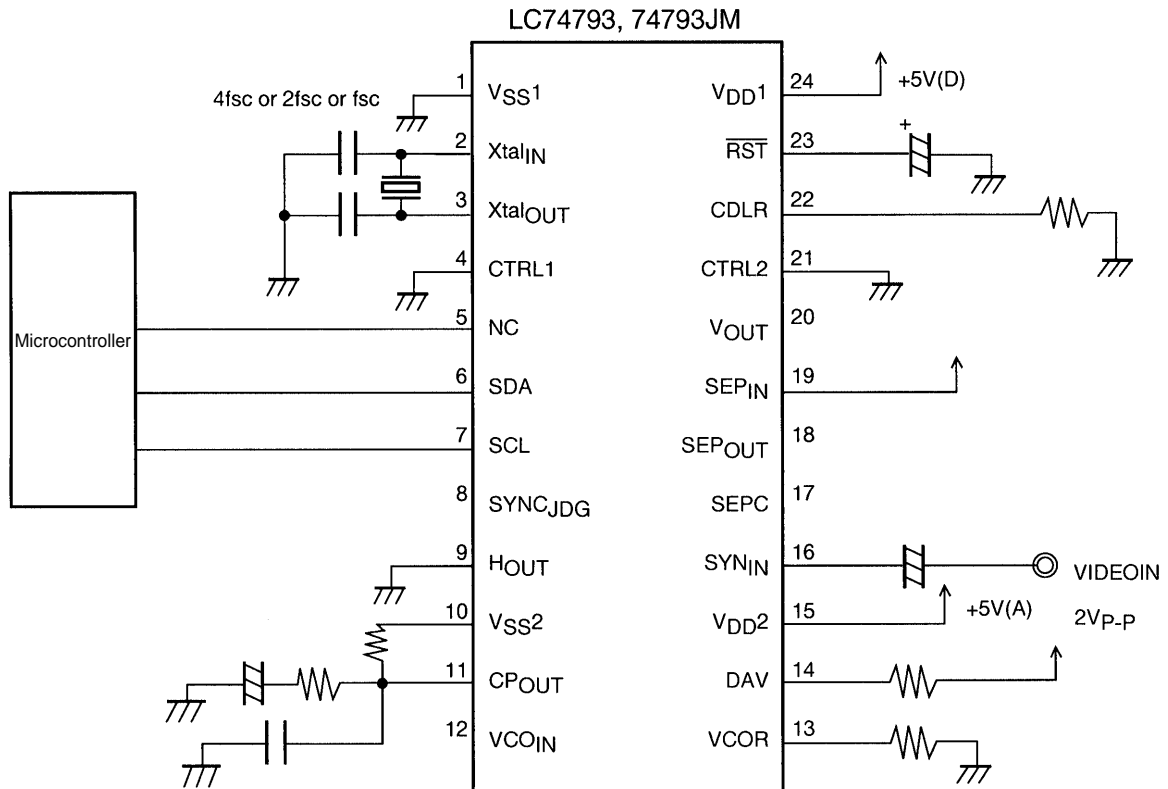 LC74793, 74793JM
4fsc or 2fsc or fsc
Microcontroller
1 VSS1
2 XtalIN
3 XtalOUT
4 CTRL1
5 NC
6 SDA
7 SCL
8 SYNCJDG
9 HOUT
10 VSS2
11 CPOUT
12 VCOIN
VDD1 24 +5V(D)
RST 23 +
CDLR 22
CTRL2 21
VOUT 20
SEPIN 19
SEPOUT 18
SEPC 17
SYNIN 16 VIDEOIN
VDD2 15 +5V(A) 2VP-P
DAV 14
VCOR 13